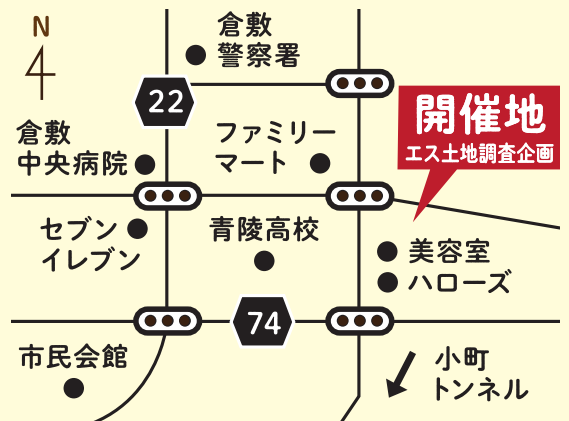 N
倉敷
警察署
22
開催地
エス土地調査企画
倉敷
中央病院
ファミリー
マート
セブン
イレブン
青陵高校
美容室
ハローズ
74
市民会館
小町
トンネル